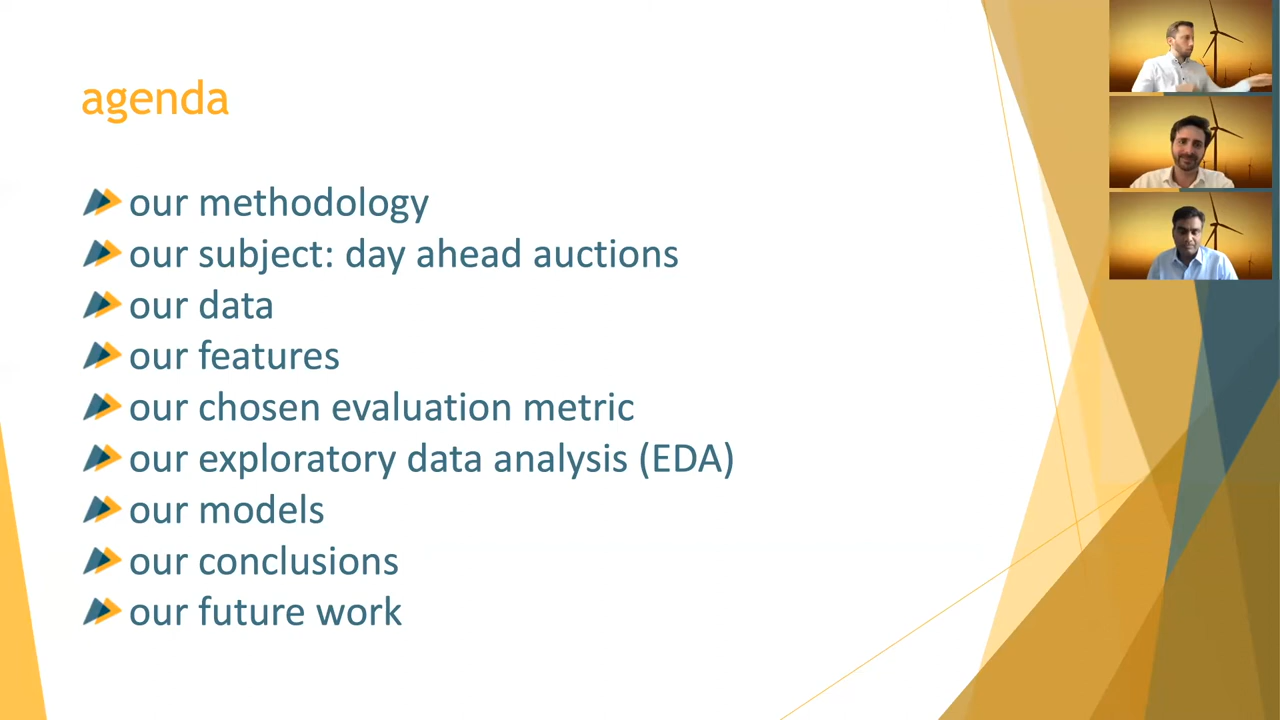 agenda
our methodology
our subject: day ahead auctions
our data
our features
our chosen evaluation metric
our exploratory data analysis (EDA)
our models
our conclusions
our future work